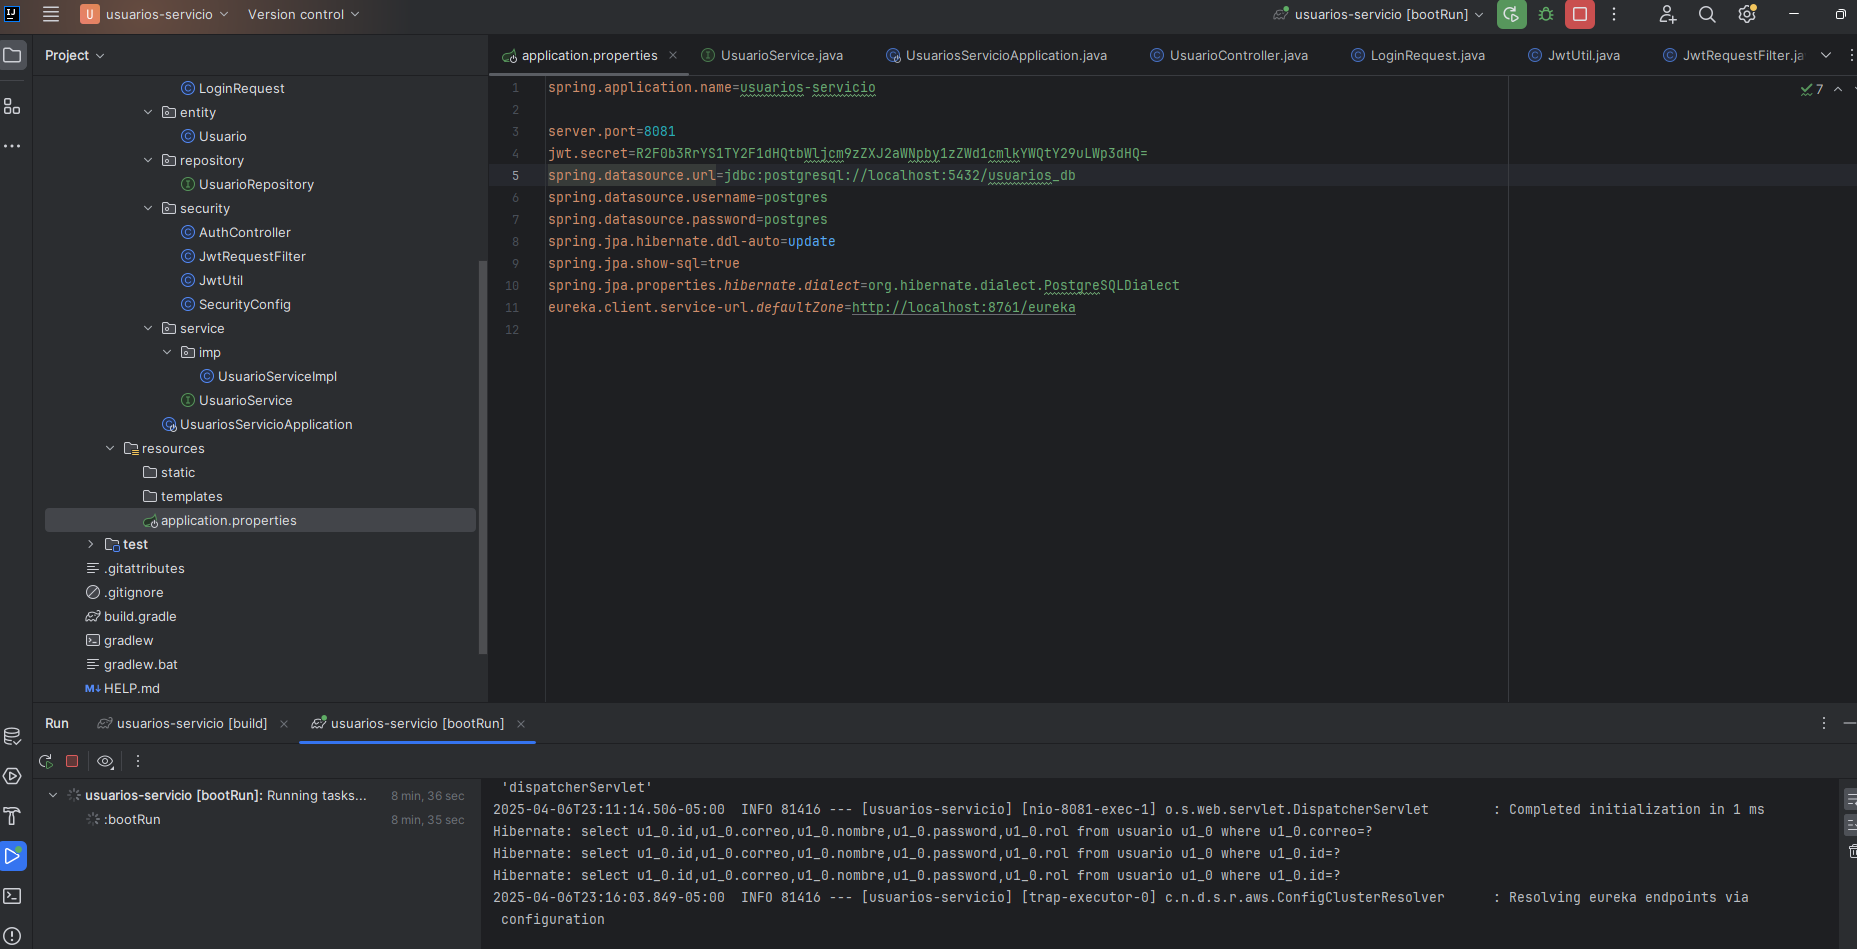 usuarios-servicio
Version control
usuarios-servicio [bootRun]
Project
application.properties
UsuarioService.java
UsuariosServicioApplication.java
UsuarioController.java
LoginRequest.java
JwtUtil.java
JwtRequestFilter.ja
LoginRequest
entity
Usuario
repository
UsuarioRepository
security
AuthController
JwtRequestFilter
JwtUtil
SecurityConfig
service
imp
UsuarioServiceImpl
UsuarioService
UsuariosServicioApplication
resources
static
templates
application.properties
test
.gitattributes
.gitignore
build.gradle
gradlew
gradlew.bat
M↓ HELP.md
7
1 spring.application.name=usuarios-servicio
2
3 server.port=8081
4 jwt.secret=R2F0b3RrYS1TY2F1dHQtbWljcm9zZXJ2aWNpby1zZWd1cmlkYWQtY29uLWp3dHQ=
5 spring.datasource.url=jdbc:postgresql://localhost:5432/usuarios_db
6 spring.datasource.username=postgres
7 spring.datasource.password=postgres
8 spring.jpa.hibernate.ddl-auto=update
9 spring.jpa.show-sql=true
10 spring.jpa.properties.hibernate.dialect=org.hibernate.dialect.PostgreSQLDialect
11 eureka.client.service-url.defaultZone=http://localhost:8761/eureka
12
Run
usuarios-servicio [build]
usuarios-servicio [bootRun]
usuarios-servicio [bootRun]: Running tasks... 8 min, 36 sec
:bootRun 8 min, 35 sec
'dispatcherServlet'
2025-04-06T23:11:14.506-05:00 INFO 81416 --- [usuarios-servicio] [nio-8081-exec-1] o.s.web.servlet.DispatcherServlet : Completed initialization in 1 ms
Hibernate: select u1_0.id,u1_0.correo,u1_0.nombre,u1_0.password,u1_0.rol from usuario u1_0 where u1_0.correo=?
Hibernate: select u1_0.id,u1_0.correo,u1_0.nombre,u1_0.password,u1_0.rol from usuario u1_0 where u1_0.id=?
Hibernate: select u1_0.id,u1_0.correo,u1_0.nombre,u1_0.password,u1_0.rol from usuario u1_0 where u1_0.id=?
2025-04-06T23:16:03.849-05:00 INFO 81416 --- [usuarios-servicio] [trap-executor-0] c.n.d.s.r.aws.ConfigClusterResolver : Resolving eureka endpoints via
configuration